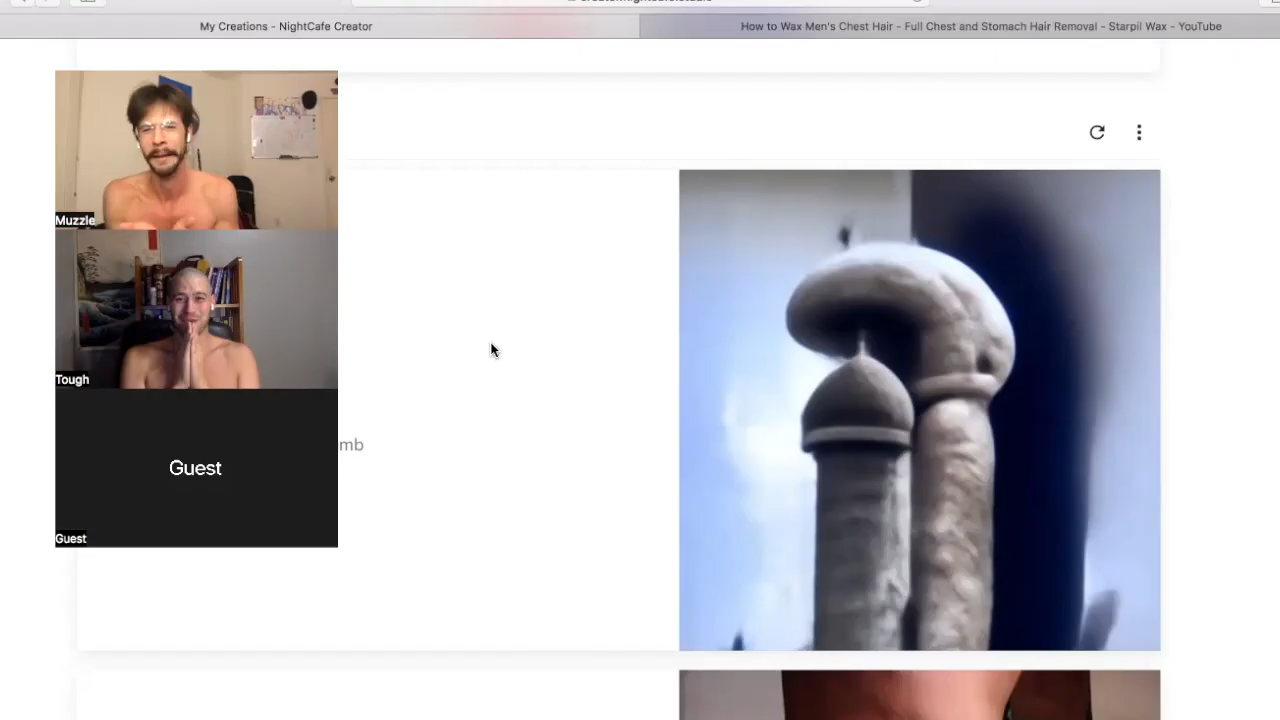 My Creations - NightCafe Creator
How to Wax Men's Chest Hair - Full Chest and Stomach Hair Removal - Starpil Wax - YouTube
Muzzle
Tough
mb
Guest
Guest